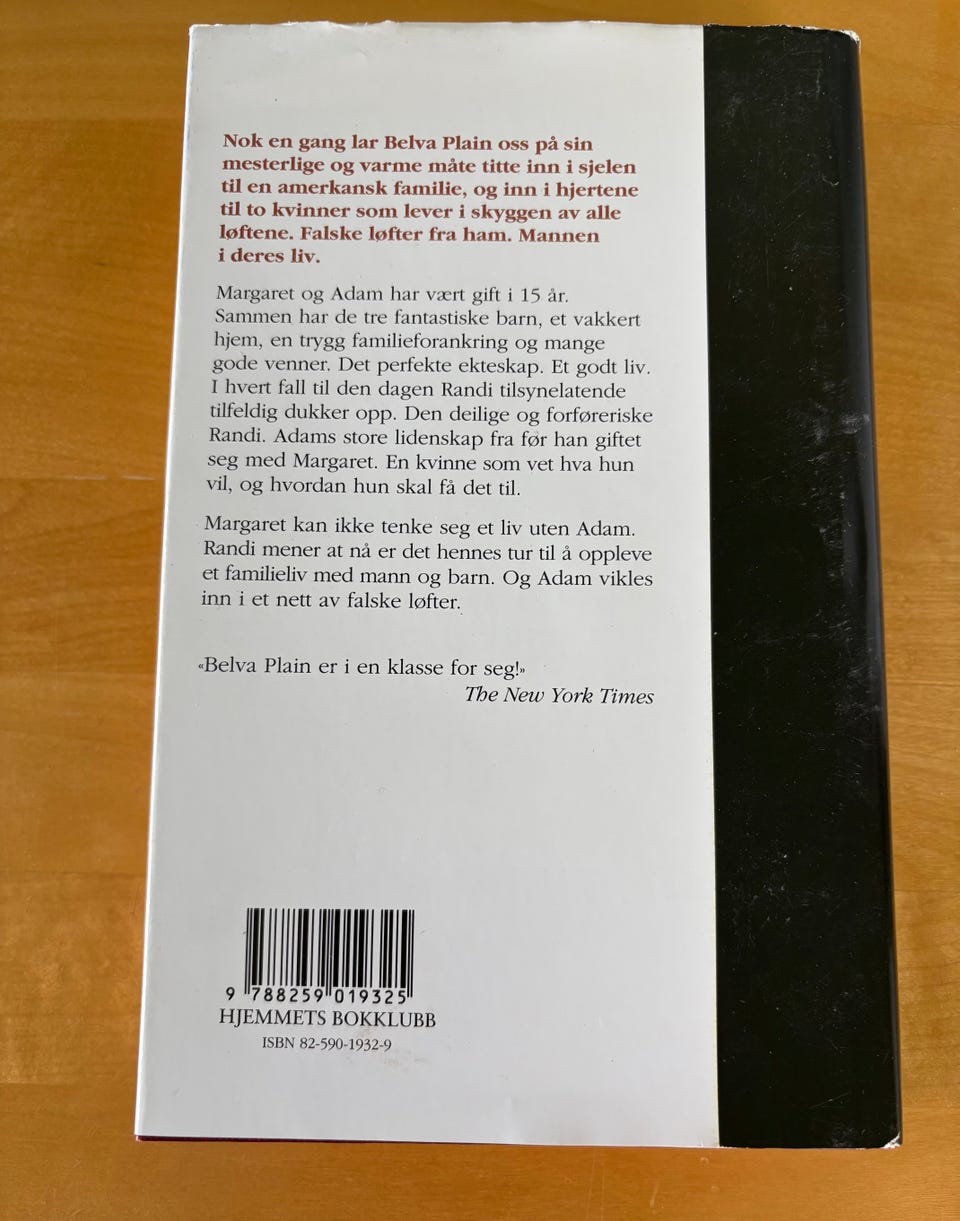 Nok en gang lar Belva Plain oss på sin
mesterlige og varme måte titte inn i sjelen
til en amerkansk familie, og inn i hjertene
til to kvinner som lever i skyggen av alle
løftene. Falske løfter fra ham. Mannen
i deres liv.
Margaret og Adam har vært gift i 15 år.
Sammen har de tre fantastiske barn, et vakkert
hjem, en trygg familieforankring og mange
gode venner. Det perfekte ekteskap. Et godt liv.
I hvert fall til den dagen Randi tilsynelatende
tilfeldig dukker opp. Den deilige og forføreriske
Randi. Adams store lidenskap fra før han giftet
seg med Margaret. En kvinne som vet hva hun
vil, og hvordan hun skal få det til.
Margaret kan ikke tenke seg et liv uten Adam.
Randi mener at nå er det hennes tur til å oppleve
et familieliv med mann og barn. Og Adam vikles
inn i et nett av falske løfter.
«Belva Plain er i en klasse for seg!»
The New York Times
9 788259 019325
HJEMMETS BOKKLUBB
ISBN 82-590-1932-9